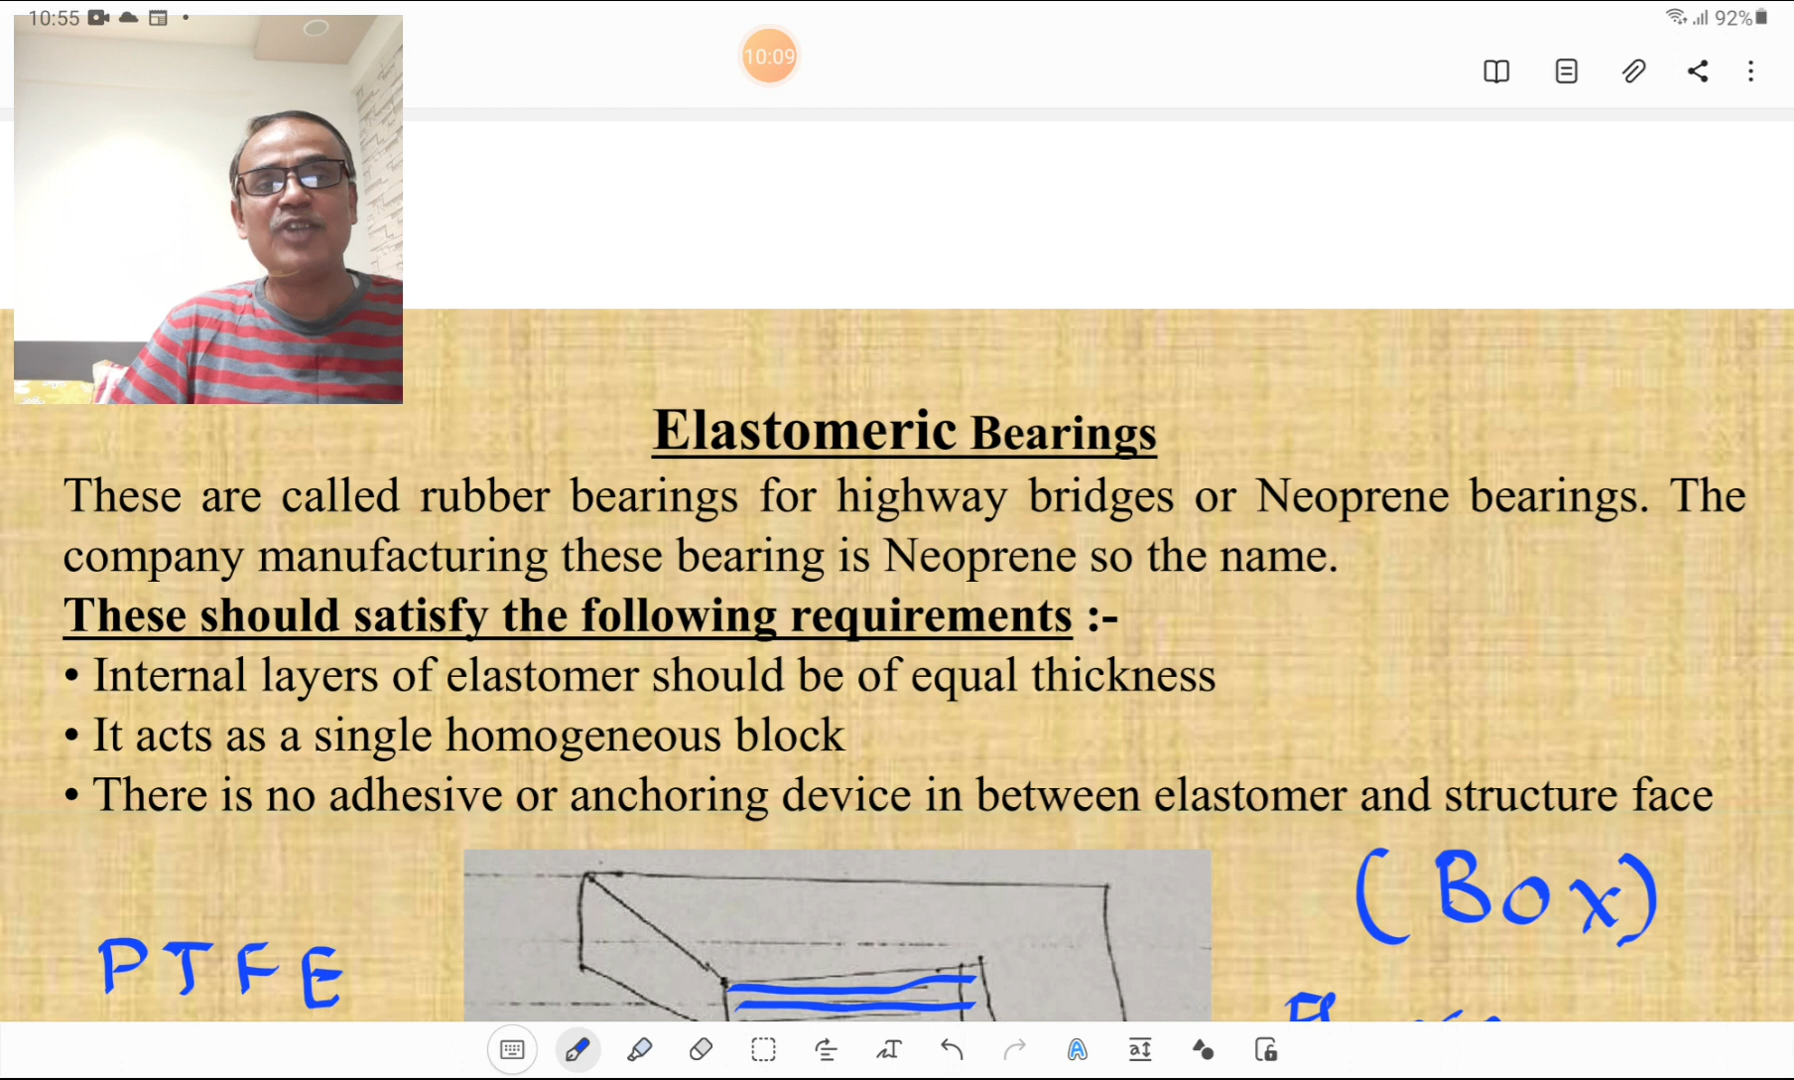 10:55
92%
10:09
Elastomeric Bearings
These are called rubber bearings for highway bridges or Neoprene bearings. The
company manufacturing these bearing is Neoprene so the name.
These should satisfy the following requirements :-
• Internal layers of elastomer should be of equal thickness
• It acts as a single homogeneous block
• There is no adhesive or anchoring device in between elastomer and structure face
(Box)
PTFE